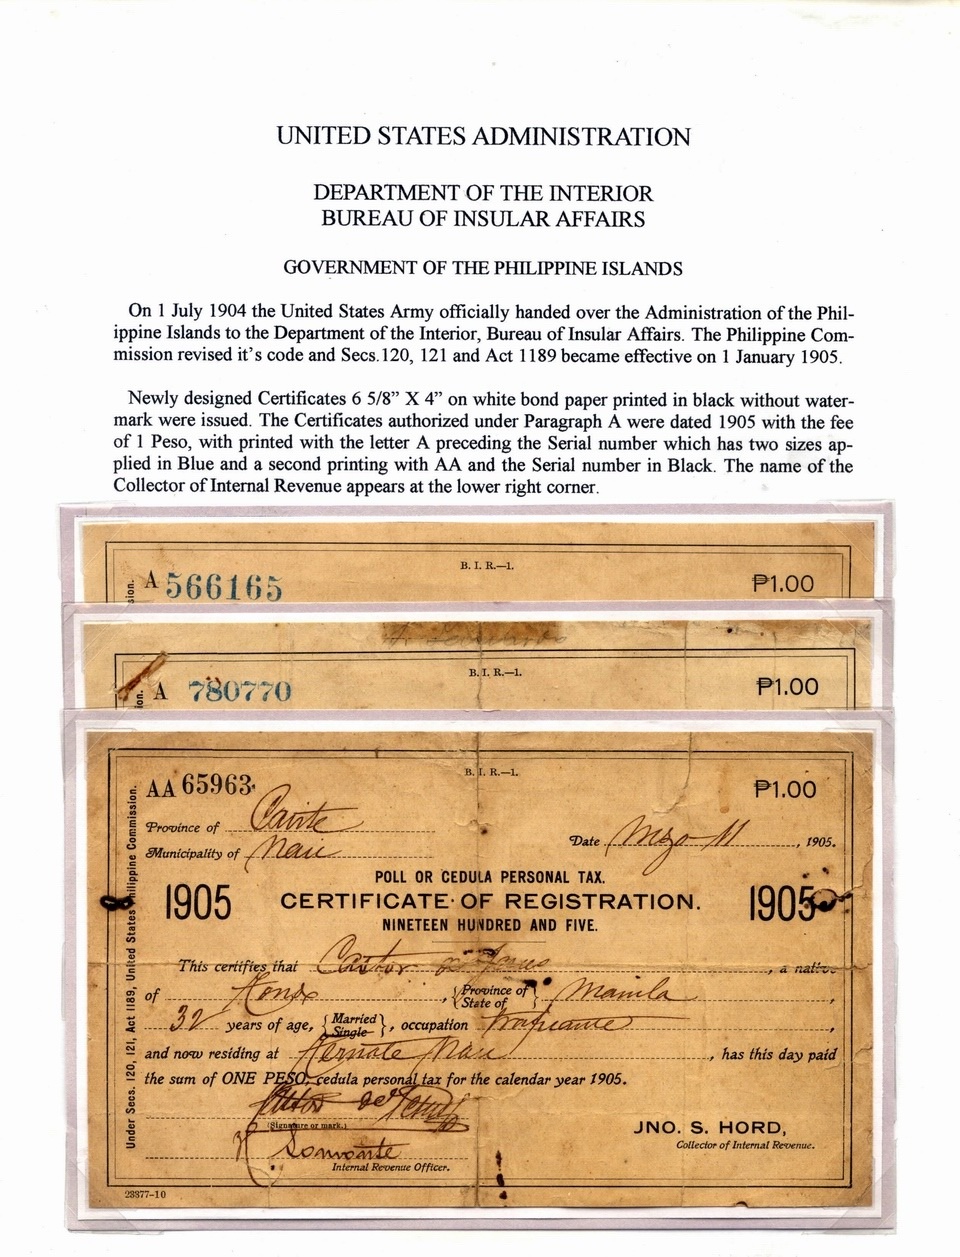 UNITED STATES ADMINISTRATION
DEPARTMENT OF THE INTERIOR
BUREAU OF INSULAR AFFAIRS
GOVERNMENT OF THE PHILIPPINE ISLANDS
On 1 July 1904 the United States Army officially handed over the Administration of the Phil-
ippine Islands to the Department of the Interior, Bureau of Insular Affairs. The Philippine Com-
mission revised it's code and Secs.120, 121 and Act 1189 became effective on 1 January 1905.
Newly designed Certificates 6 5/8” X 4” on white bond paper printed in black without water-
mark were issued. The Certificates authorized under Paragraph A were dated 1905 with the fee
of 1 Peso, with printed with the letter A preceding the Serial number which has two sizes ap-
plied in Blue and a second printing with AA and the Serial number in Black. The name of the
Collector of Internal Revenue appears at the lower right corner.
B. I. R.—1.
A 566165 ₱1.00
sion.
B. I. R.—1.
A 780770 ₱1.00
ion.
B. I. R.—1.
AA 65963 ₱1.00
Province of Cavite
Date Mzo 11, 1905.
Municipality of Naic
POLL OR CEDULA PERSONAL TAX.
1905 CERTIFICATE OF REGISTRATION. 1905
NINETEEN HUNDRED AND FIVE.
This certifies that Castor de, a native
of, {Province of State of} Manila,
32 years of age, {Married Single}, occupation,
and now residing at Ternate Naic, has this day paid
the sum of ONE PESO, cedula personal tax for the calendar year 1905.
(Signature or mark.)
JNO. S. HORD,
Collector of Internal Revenue.
Internal Revenue Officer.
Under Secs. 120, 121, Act 1189, United States Philippine Commission.
23377-10